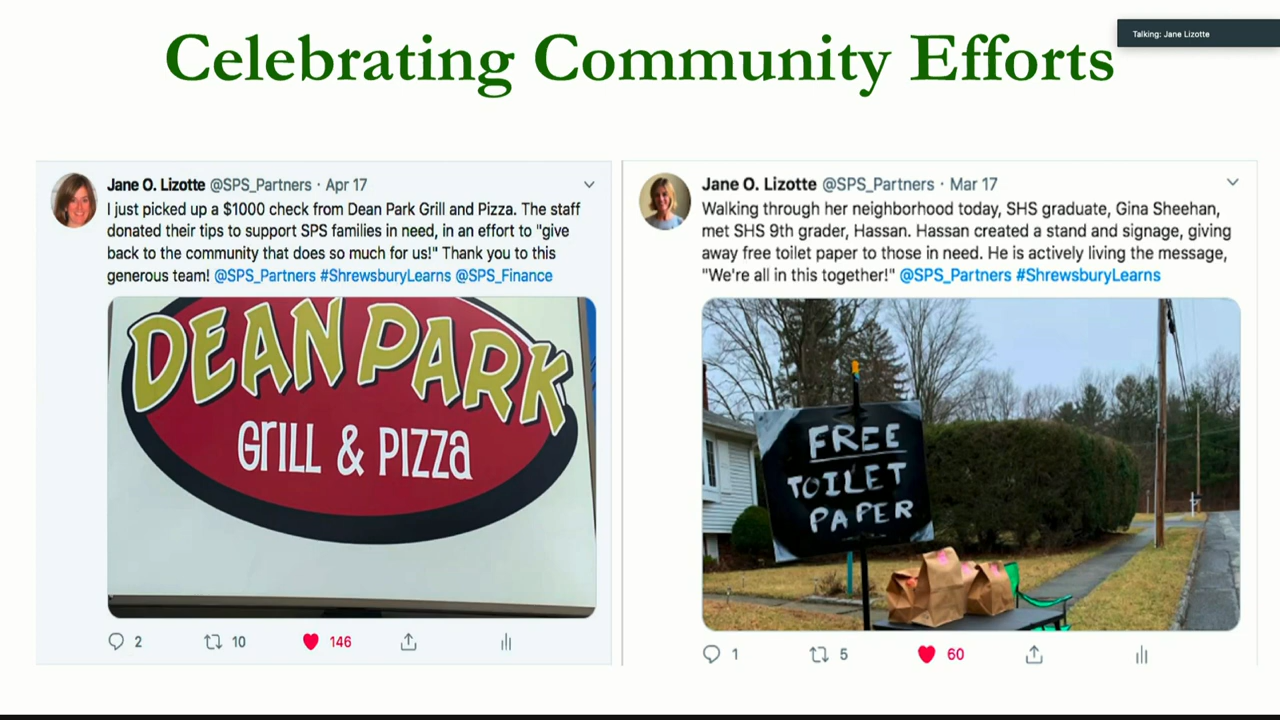 Celebrating Community Efforts
Talking: Jane Lizotte
Jane O. Lizotte @SPS_Partners · Apr 17
I just picked up a $1000 check from Dean Park Grill and Pizza. The staff
donated their tips to support SPS families in need, in an effort to "give
back to the community that does so much for us!" Thank you to this
generous team! @SPS_Partners #ShrewsburyLearns @SPS_Finance
DEAN PARK
GRILL & PIZZa
2 10 146
Jane O. Lizotte @SPS_Partners · Mar 17
Walking through her neighborhood today, SHS graduate, Gina Sheehan,
met SHS 9th grader, Hassan. Hassan created a stand and signage, giving
away free toilet paper to those in need. He is actively living the message,
"We're all in this together!" @SPS_Partners #ShrewsburyLearns
FREE
TOILET
PAPER
1 5 60